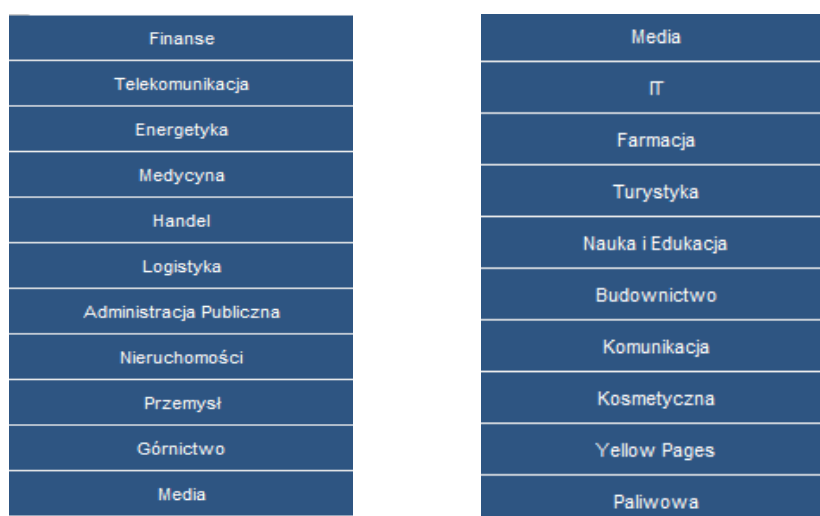 Finanse
Telekomunikacja
Energetyka
Medycyna
Handel
Logistyka
Administracja Publiczna
Nieruchomości
Przemysł
Górnictwo
Media
Media
IT
Farmacja
Turystyka
Nauka i Edukacja
Budownictwo
Komunikacja
Kosmetyczna
Yellow Pages
Paliwowa